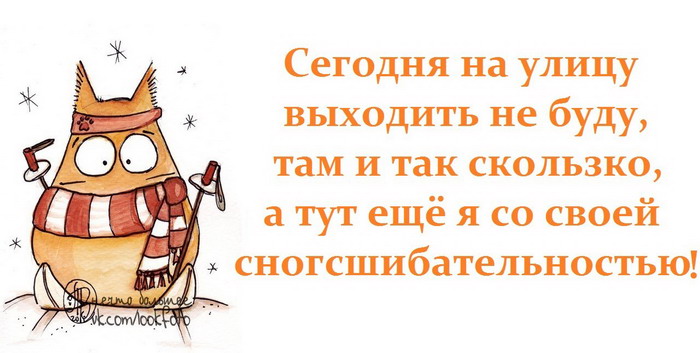 Сегодня на улицу
выходить не буду,
там и так скользко,
а тут ещё я со своей
сногсшибательностью!
нечто большее
vk.com/lookfoto